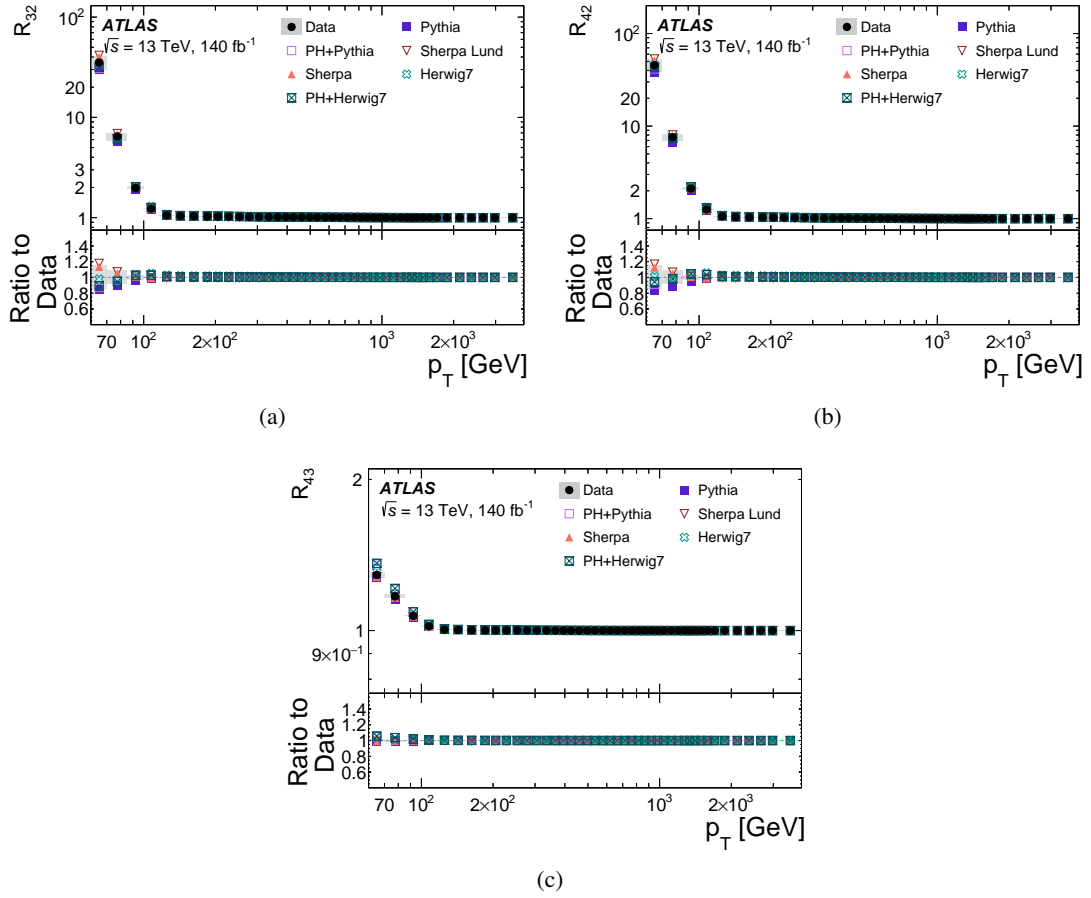 R32
10²
40
30
20
10
3
2
1
ATLAS
√s = 13 TeV, 140 fb-1
Data
Pythia
PH+Pythia
Sherpa Lund
Sherpa
Herwig7
PH+Herwig7
Ratio to
Data
1.4
1.2
1
0.8
0.6
70 10² 2×10² 10³ 2×10³
pT [GeV]
(a)
R42
10²
50
40
30
20
10
2
1
ATLAS
√s = 13 TeV, 140 fb-1
Data
Pythia
PH+Pythia
Sherpa Lund
Sherpa
Herwig7
PH+Herwig7
Ratio to
Data
1.4
1.2
1
0.8
0.6
70 10² 2×10² 10³ 2×10³
pT [GeV]
(b)
R43
2
1
9×10-1
ATLAS
√s = 13 TeV, 140 fb-1
Data
Pythia
PH+Pythia
Sherpa Lund
Sherpa
Herwig7
PH+Herwig7
Ratio to
Data
1.4
1.2
1
0.8
0.6
70 10² 2×10² 10³ 2×10³
pT [GeV]
(c)